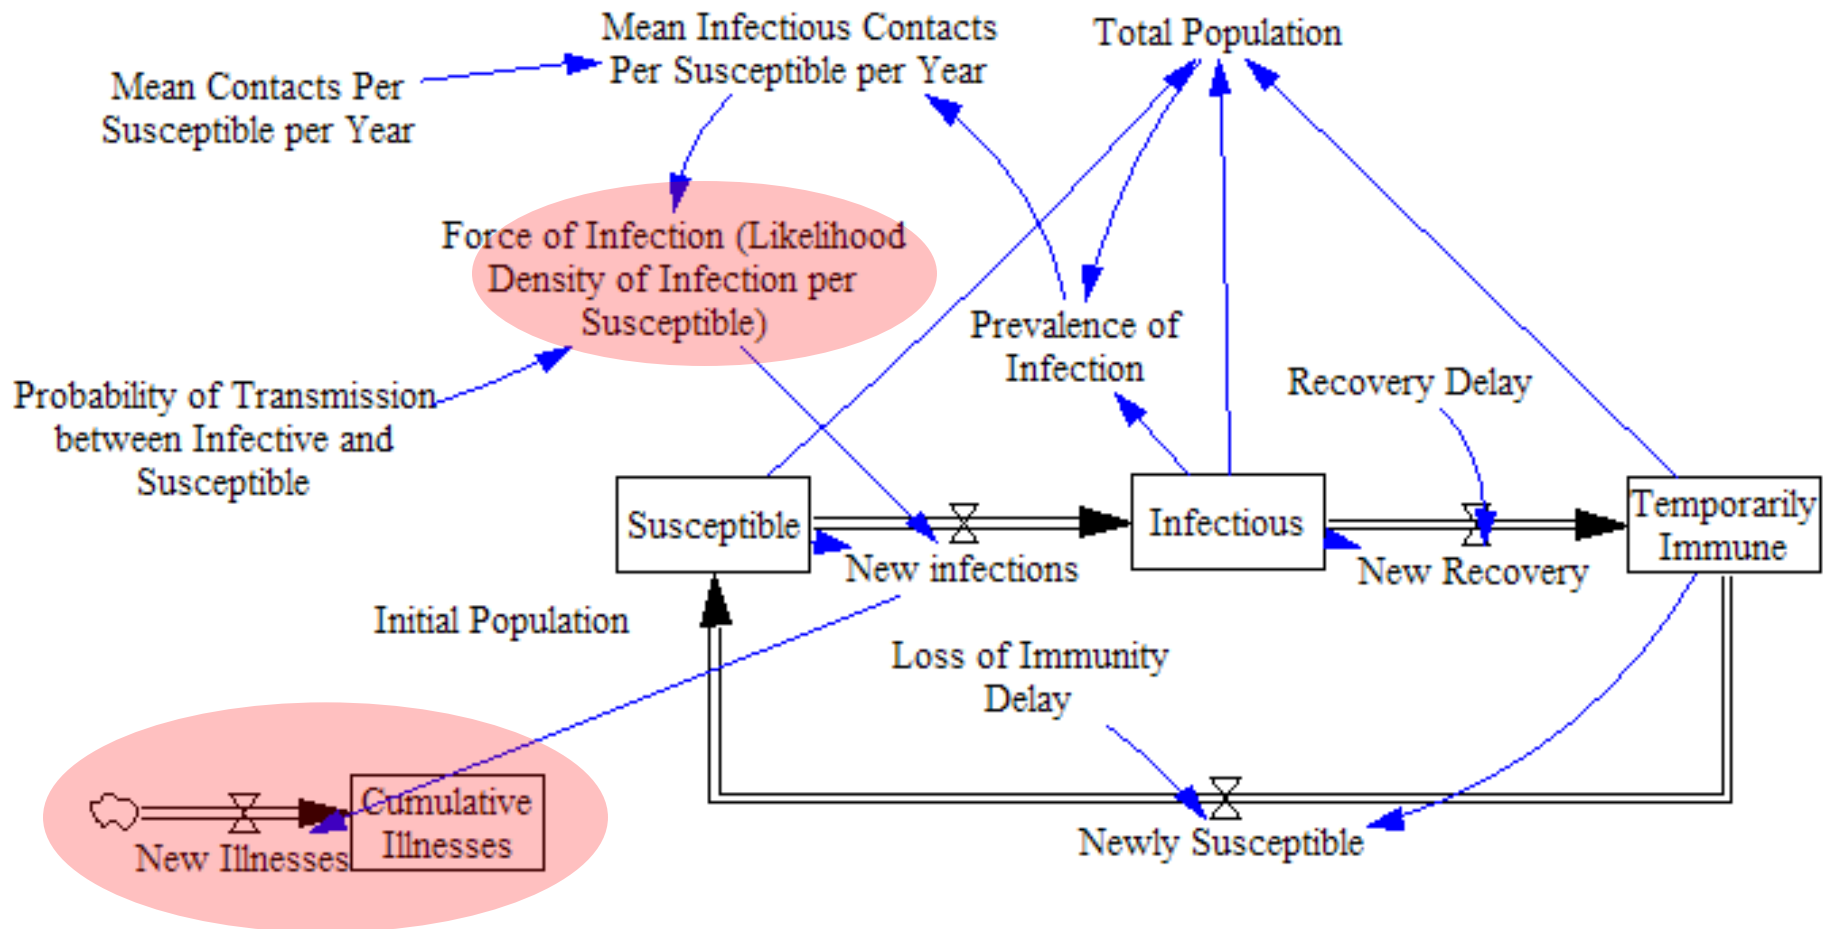 Mean Infectious Contacts
Per Susceptible per Year
Total Population
Mean Contacts Per
Susceptible per Year
Force of Infection (Likelihood
Density of Infection per
Susceptible)
Prevalence of
Infection
Recovery Delay
Probability of Transmission
between Infective and
Susceptible
Susceptible
Infectious
Temporarily
Immune
New infections
New Recovery
Initial Population
Loss of Immunity
Delay
Cumulative
Illnesses
New Illnesses
Newly Susceptible